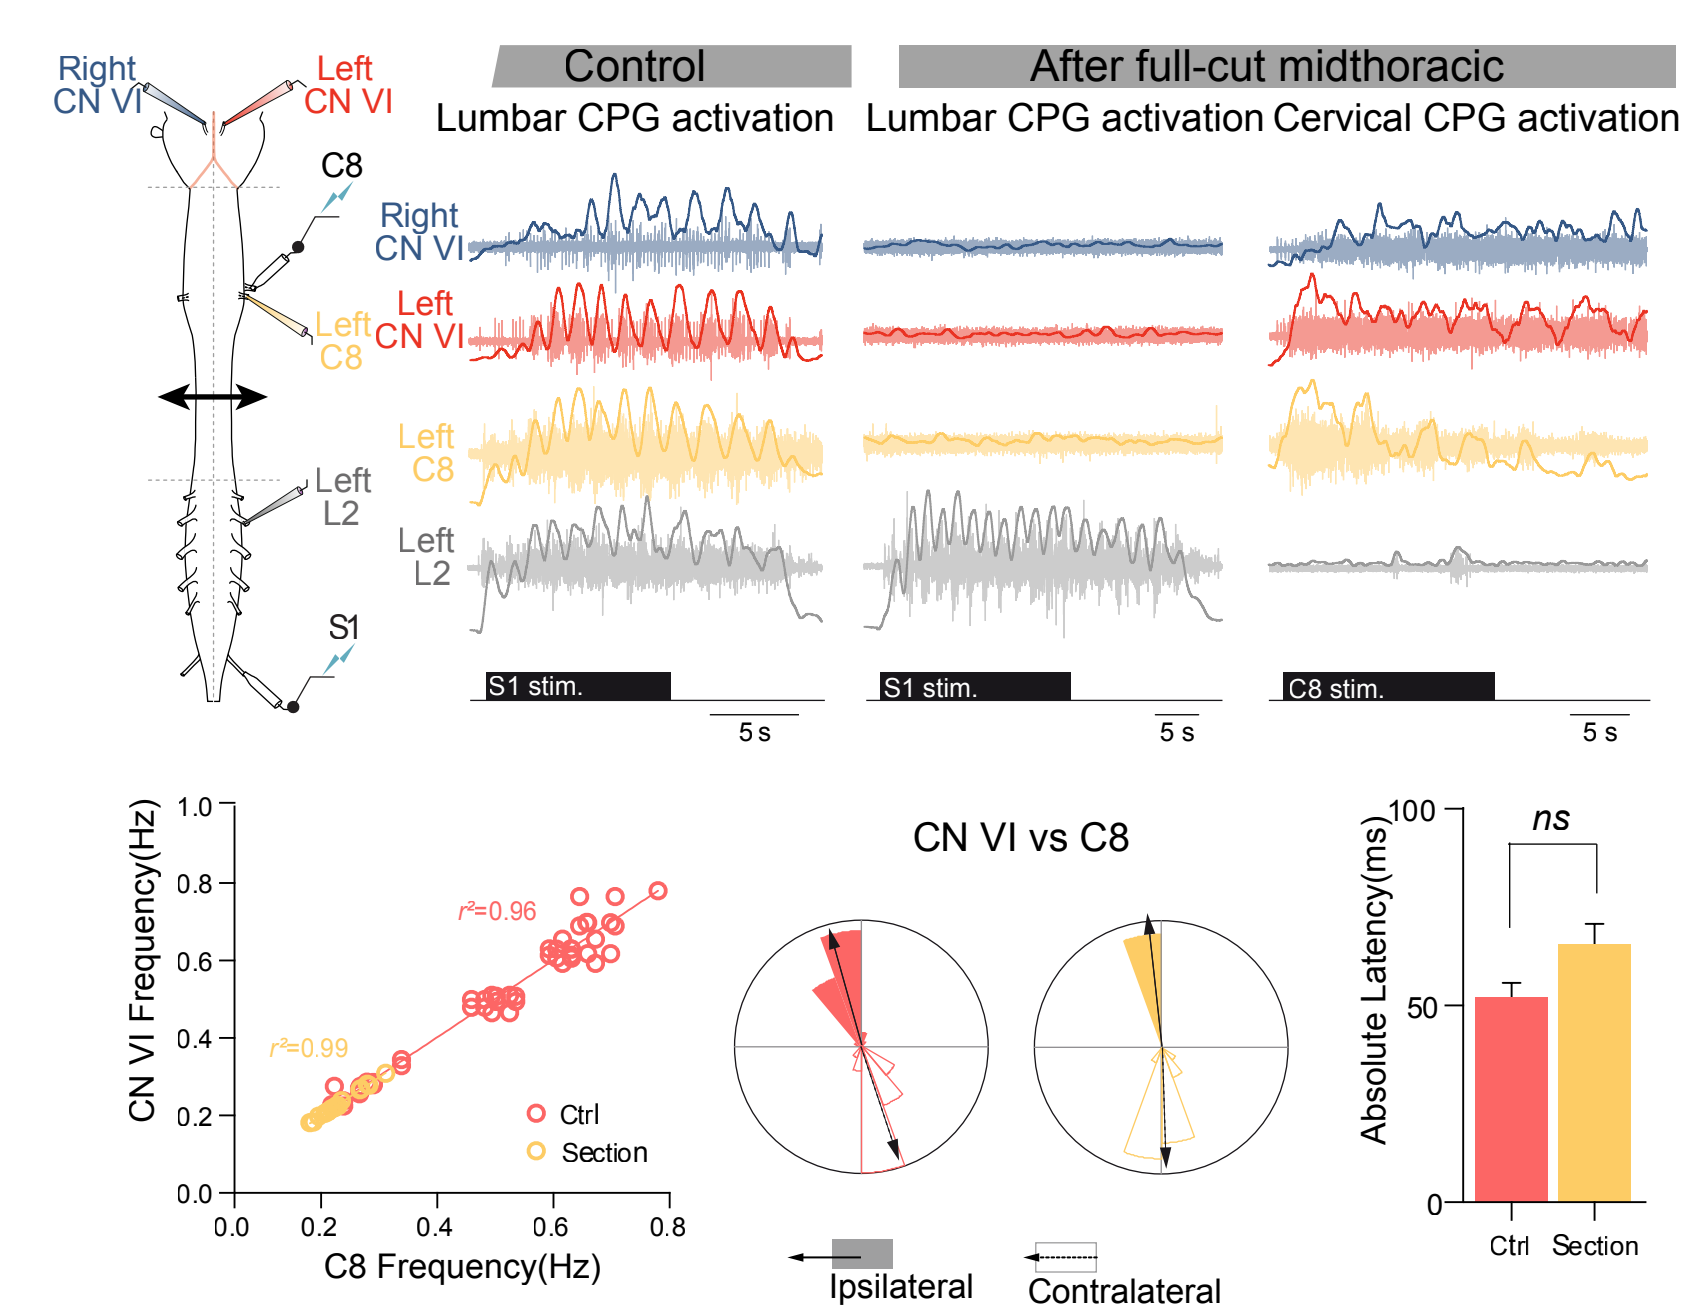 Control
After full-cut midthoracic
Lumbar CPG activation
Lumbar CPG activation
Cervical CPG activation
Right
CN VI
Left
CN VI
C8
Left
C8
Left
L2
S1
Right
CN VI
Left
CN VI
Left
C8
Left
L2
S1 stim.
S1 stim.
C8 stim.
5 s
5 s
5 s
CN VI Frequency(Hz)
1.0
0.8
0.6
0.4
0.2
0.0
r²=0.96
r²=0.99
Ctrl
Section
0.0
0.2
0.4
0.6
0.8
C8 Frequency(Hz)
CN VI vs C8
Ipsilateral
Contralateral
Absolute Latency(ms)
100
50
0
ns
Ctrl
Section